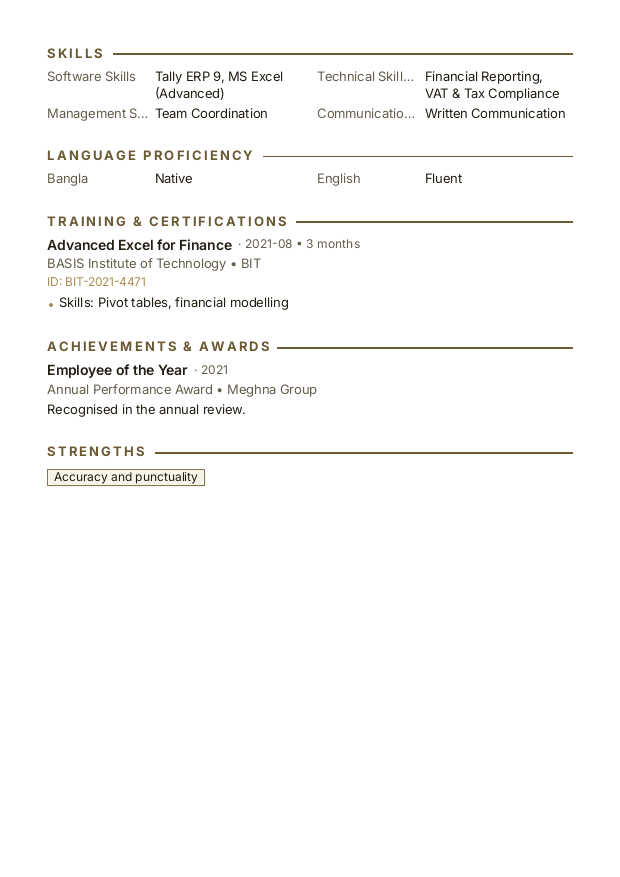 SKILLS
Software Skills Tally ERP 9, MS Excel Technical Skill... Financial Reporting,
(Advanced) VAT & Tax Compliance
Management S... Team Coordination Communicatio... Written Communication
LANGUAGE PROFICIENCY
Bangla Native English Fluent
TRAINING & CERTIFICATIONS
Advanced Excel for Finance · 2021-08 • 3 months
BASIS Institute of Technology • BIT
ID: BIT-2021-4471
• Skills: Pivot tables, financial modelling
ACHIEVEMENTS & AWARDS
Employee of the Year · 2021
Annual Performance Award • Meghna Group
Recognised in the annual review.
STRENGTHS
Accuracy and punctuality